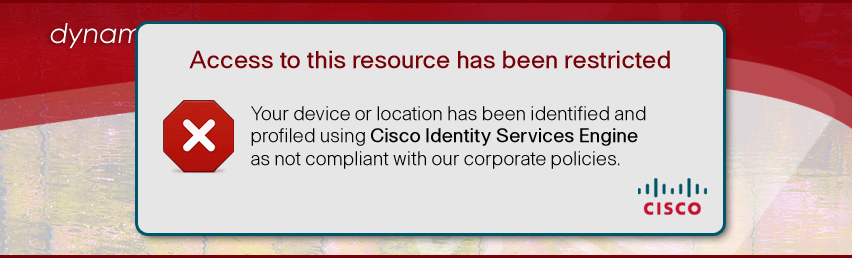 dynam
Access to this resource has been restricted
Your device or location has been identified and
profiled using Cisco Identity Services Engine
as not compliant with our corporate policies.
CISCO